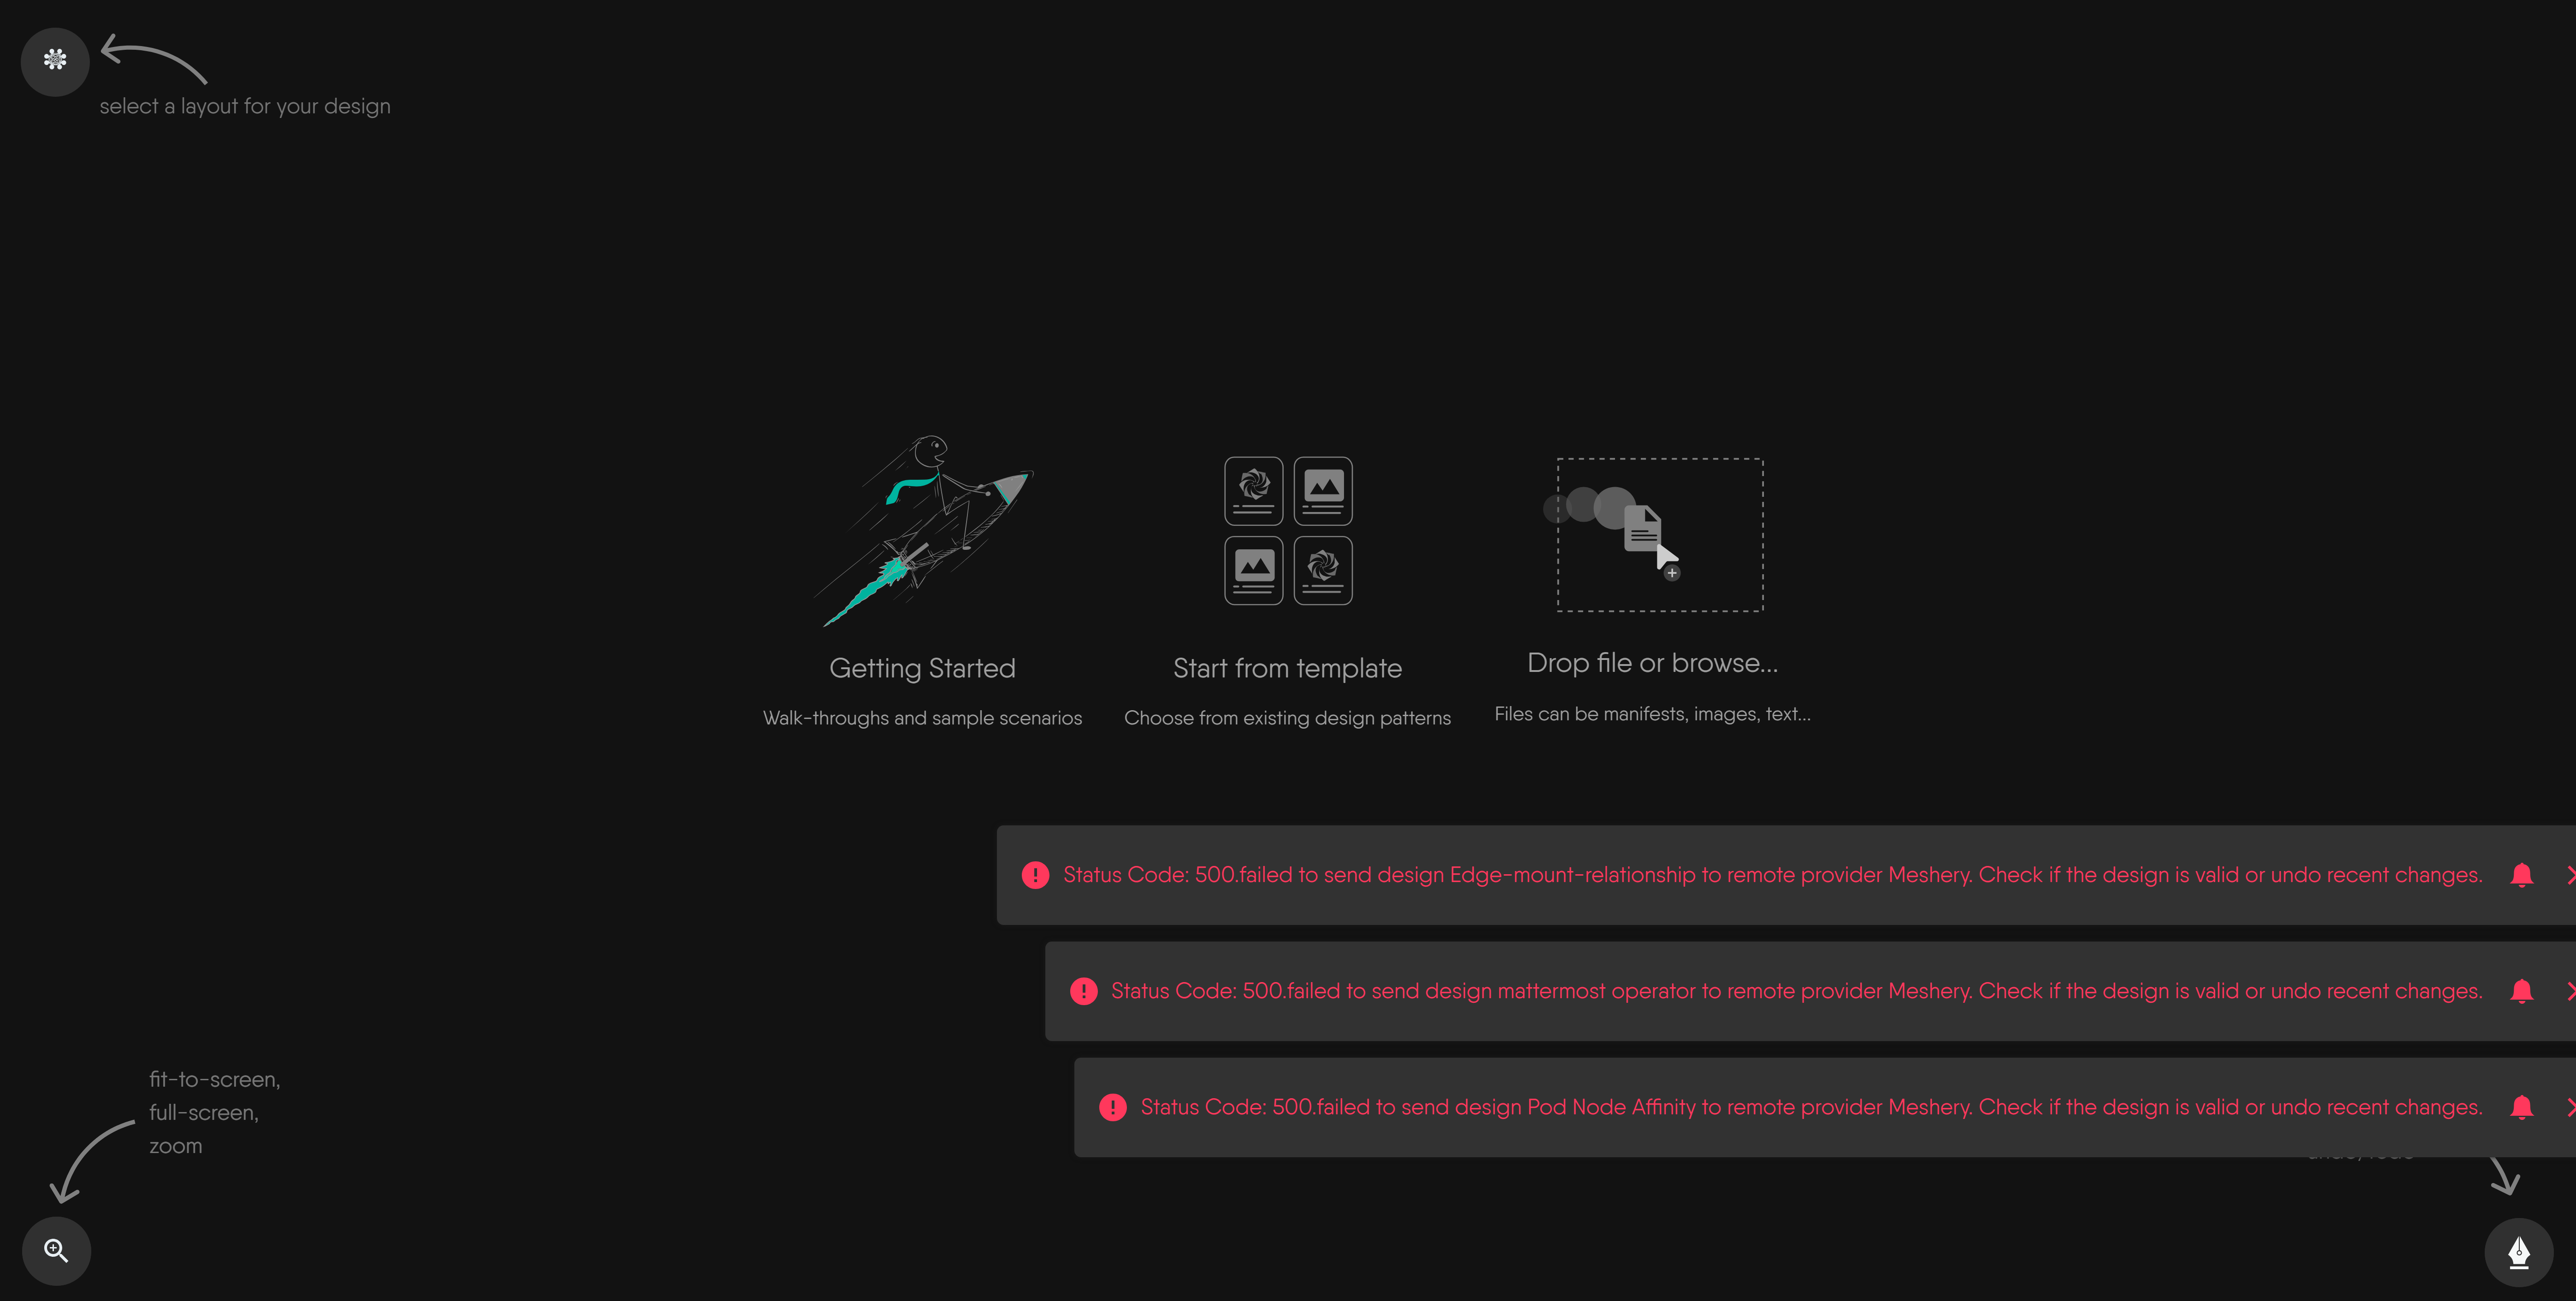 select a layout for your design
Getting Started
Walk-throughs and sample scenarios
Start from template
Choose from existing design patterns
Drop file or browse...
Files can be manifests, images, text...
Status Code: 500.failed to send design Edge-mount-relationship to remote provider Meshery. Check if the design is valid or undo recent changes.
Status Code: 500.failed to send design mattermost operator to remote provider Meshery. Check if the design is valid or undo recent changes.
Status Code: 500.failed to send design Pod Node Affinity to remote provider Meshery. Check if the design is valid or undo recent changes.
fit-to-screen,
full-screen,
zoom